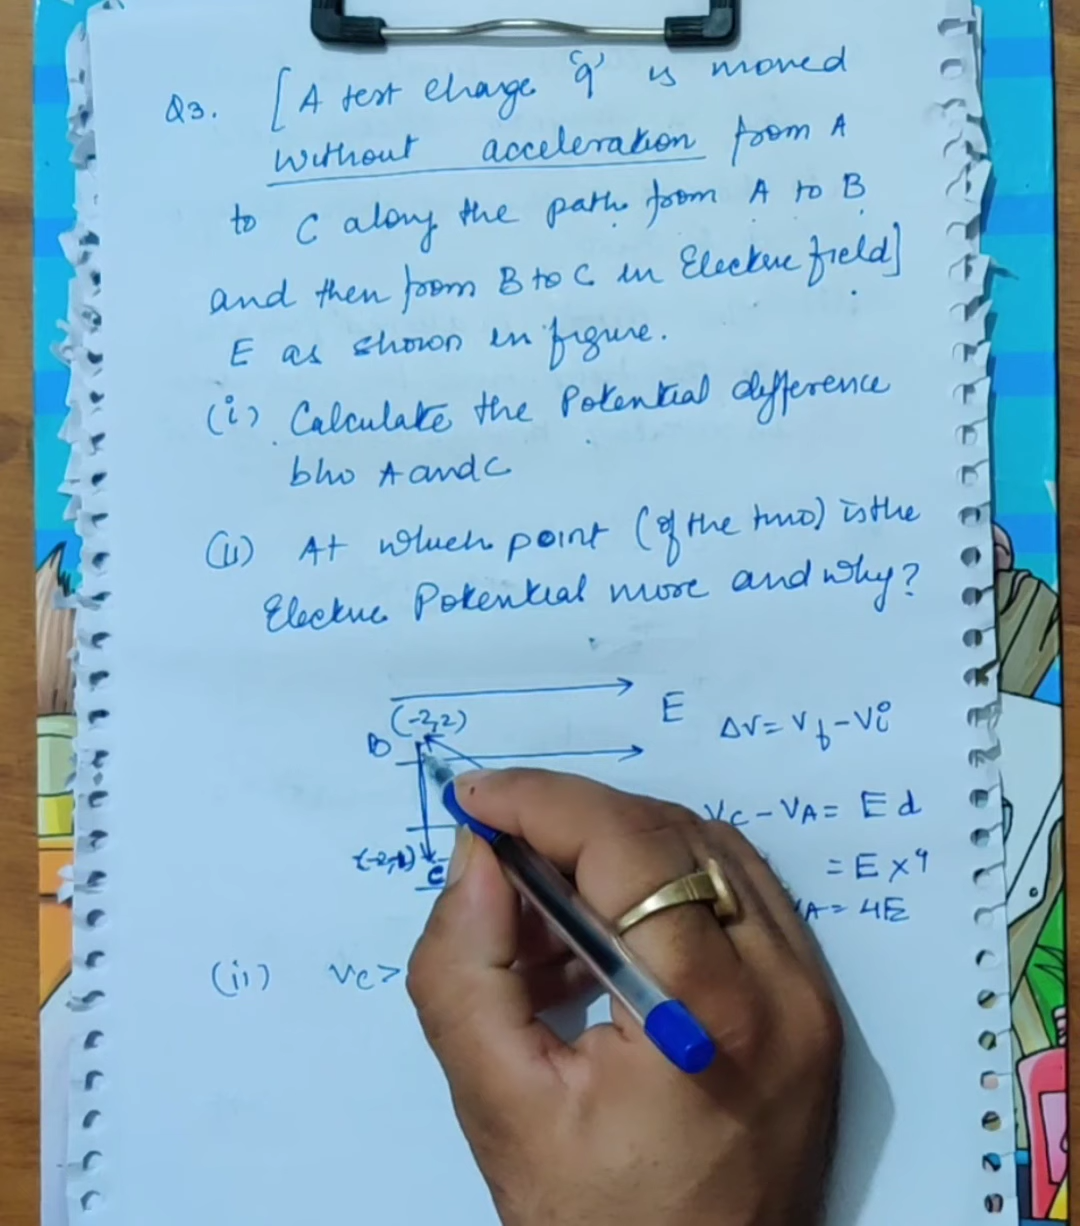 Q3. [A test charge 'q' is moved
without acceleration from A
to C along the path from A to B
and then from B to C in Electric field]
E as shown in figure.
(i) Calculate the Potential difference
b/w A and C
(ii) At which point (of the two) is the
Electric Potential more and why?
E
(-2,2)
B
ΔV = Vf - Vi
VC - VA = Ed
C
= E x 4
A = 4E
(ii) VC >